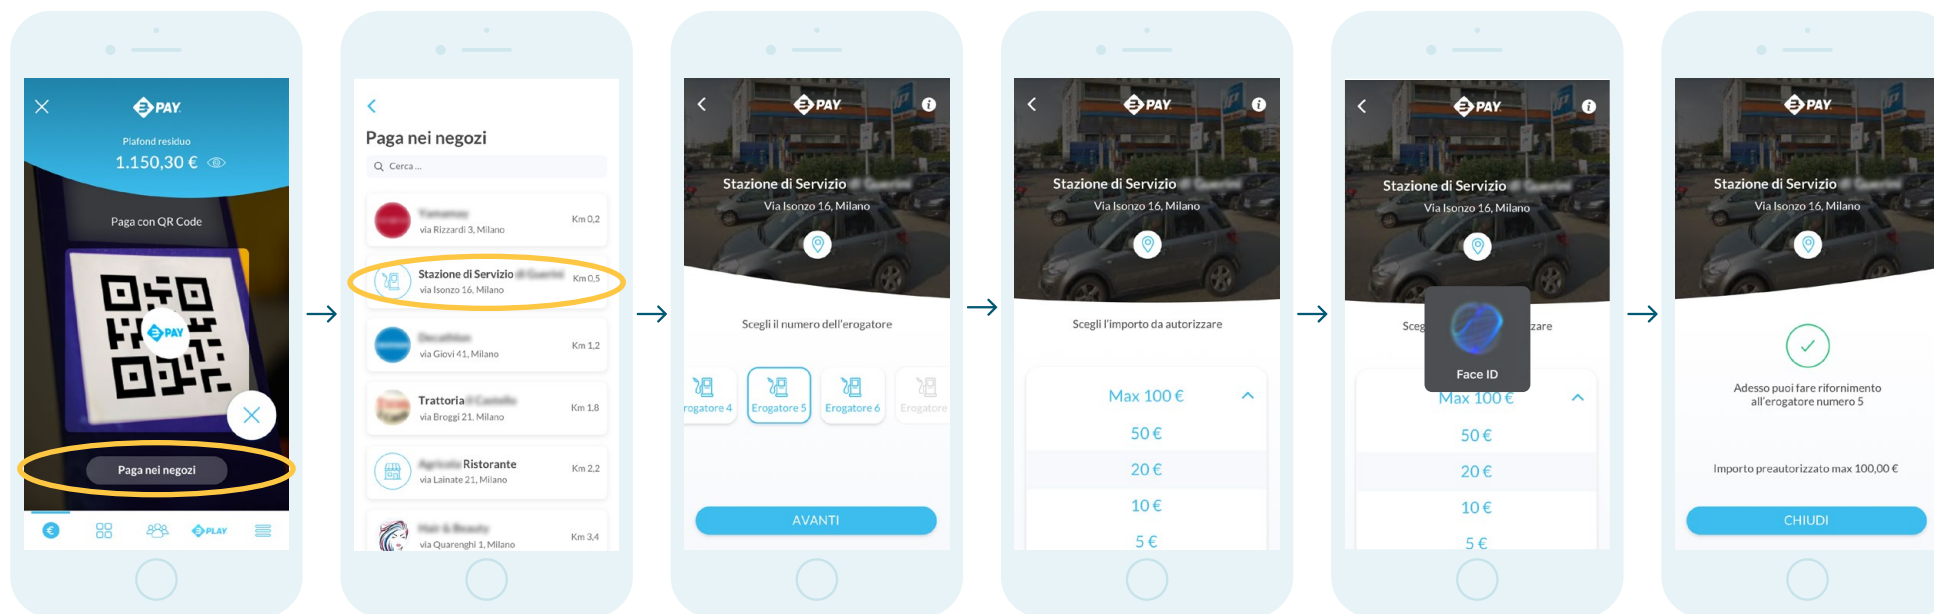 PAY
Plafond residuo
1.150,30 €
Paga con QR Code
PAY
Paga nei negozi
€
PLAY
Paga nei negozi
Cerca ...
Km 0,2
via Rizzardi 3, Milano
Stazione di Servizio
Km 0,5
via Isonzo 16, Milano
Km 1,2
via Giovi 41, Milano
Trattoria
Km 1,8
via Broggi 21, Milano
Ristorante
Km 2,2
via Lainate 21, Milano
Km 3,4
via Quarenghi 1, Milano
PAY
ip
Stazione di Servizio
Via Isonzo 16, Milano
Scegli il numero dell'erogatore
rogatore 4
Erogatore 5
Erogatore 6
Erogatore
AVANTI
PAY
ip
Stazione di Servizio
Via Isonzo 16, Milano
Scegli l'importo da autorizzare
Max 100 €
50 €
20 €
10 €
5 €
PAY
ip
Stazione di Servizio
Via Isonzo 16, Milano
Sceg
zare
Face ID
Max 100 €
50 €
20 €
10 €
5 €
PAY
ip
Stazione di Servizio
Via Isonzo 16, Milano
Adesso puoi fare rifornimento
all'erogatore numero 5
Importo preautorizzato max 100,00 €
CHIUDI